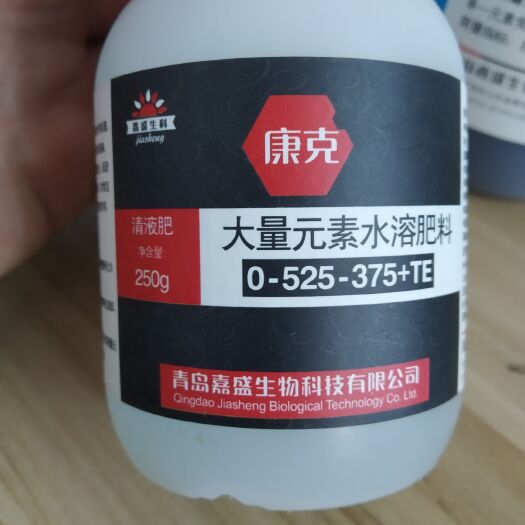 嘉盛生科
jiasheng
康克
清液肥
净含量:
250g
大量元素水溶肥料
0-525-375+TE
青岛嘉盛生物科技有限公司
Qingdao Jiasheng Biological Technology Co. Ltd.